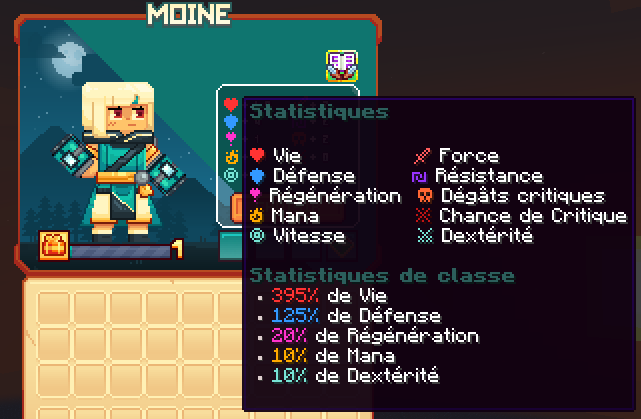 MOINE
Statistiques
Vie Force
Défense Résistance
Régénération Dégâts critiques
Mana Chance de Critique
Vitesse Dextérité
1
Statistiques de classe
• 395% de Vie
• 125% de Défense
• 20% de Régénération
• 10% de Mana
• 10% de Dextérité